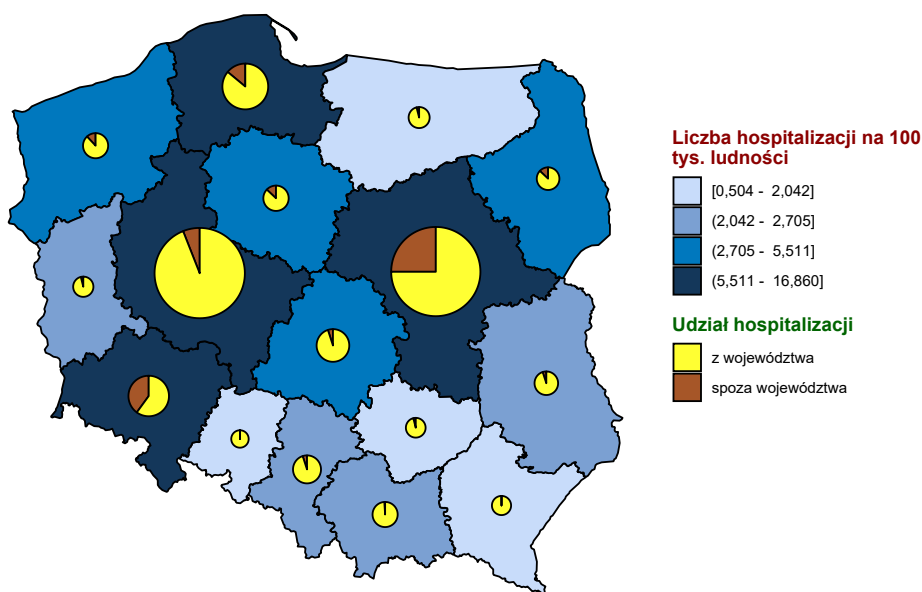 Liczba hospitalizacji na 100
tys. ludności
[0,504 - 2,042]
(2,042 - 2,705]
(2,705 - 5,511]
(5,511 - 16,860]
Udział hospitalizacji
z województwa
spoza województwa